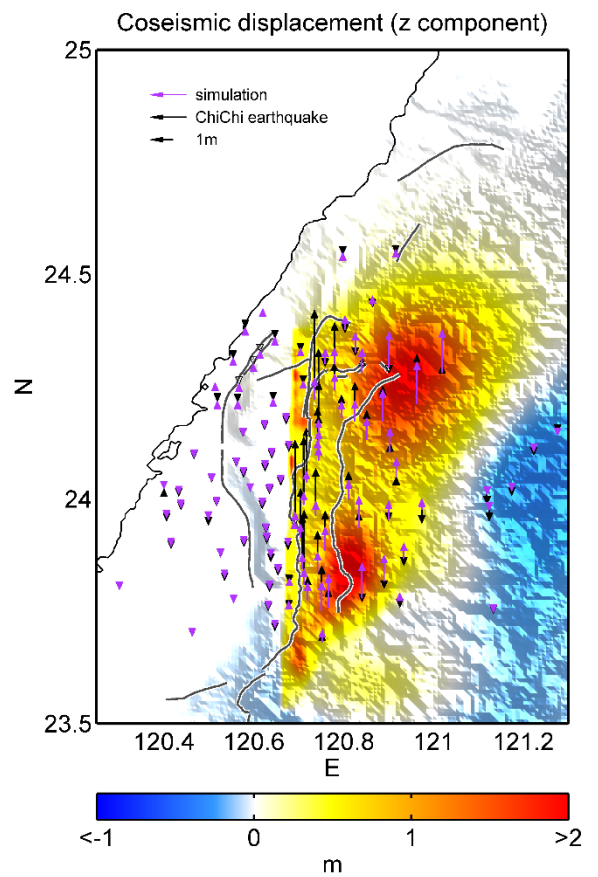 Coseismic displacement (z component)
25
simulation
ChiChi earthquake
1m
24.5
N
24
23.5
120.4 120.6 120.8 121 121.2
E
<-1 0 1 >2
m